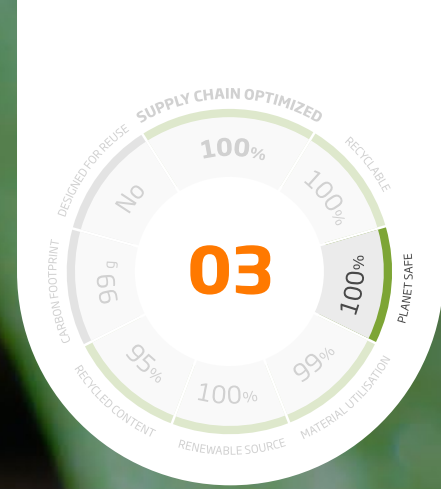 SUPPLY CHAIN OPTIMIZED
100%
RECYCLABLE
100%
PLANET SAFE
100%
MATERIAL UTILISATION
99%
RENEWABLE SOURCE
100%
RECYCLED CONTENT
95%
CARBON FOOTPRINT
66 g
DESIGNED FOR REUSE
No
03